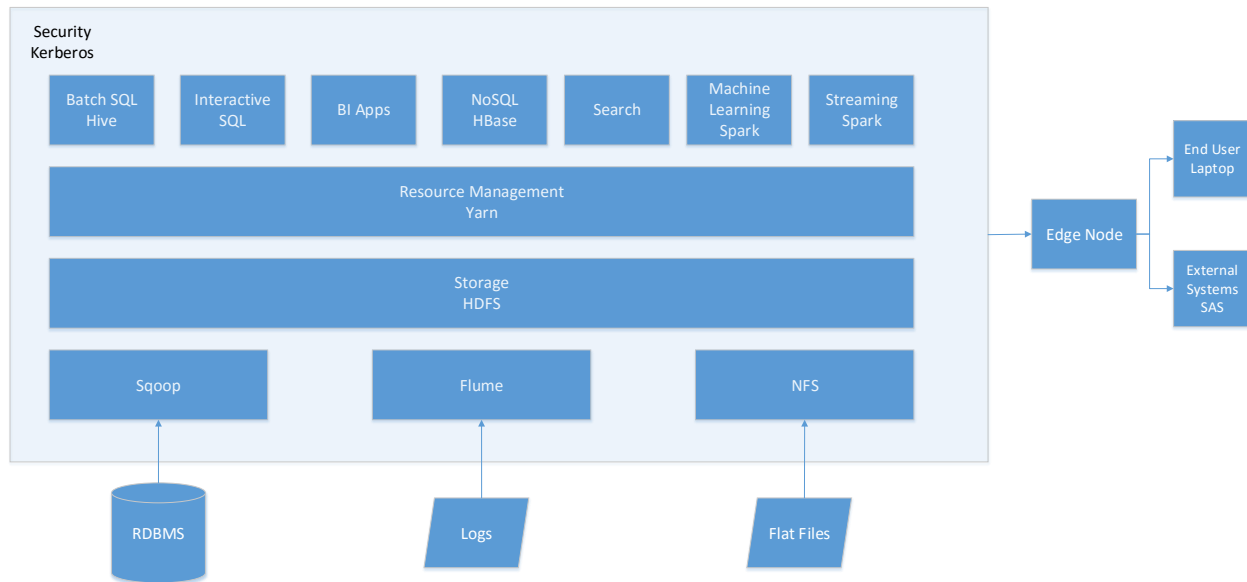 Security
Kerberos
Batch SQL
Hive
Interactive
SQL
BI Apps
NoSQL
HBase
Search
Machine
Learning
Spark
Streaming
Spark
Resource Management
Yarn
Storage
HDFS
Sqoop
Flume
NFS
RDBMS
Logs
Flat Files
Edge Node
End User
Laptop
External
Systems
SAS